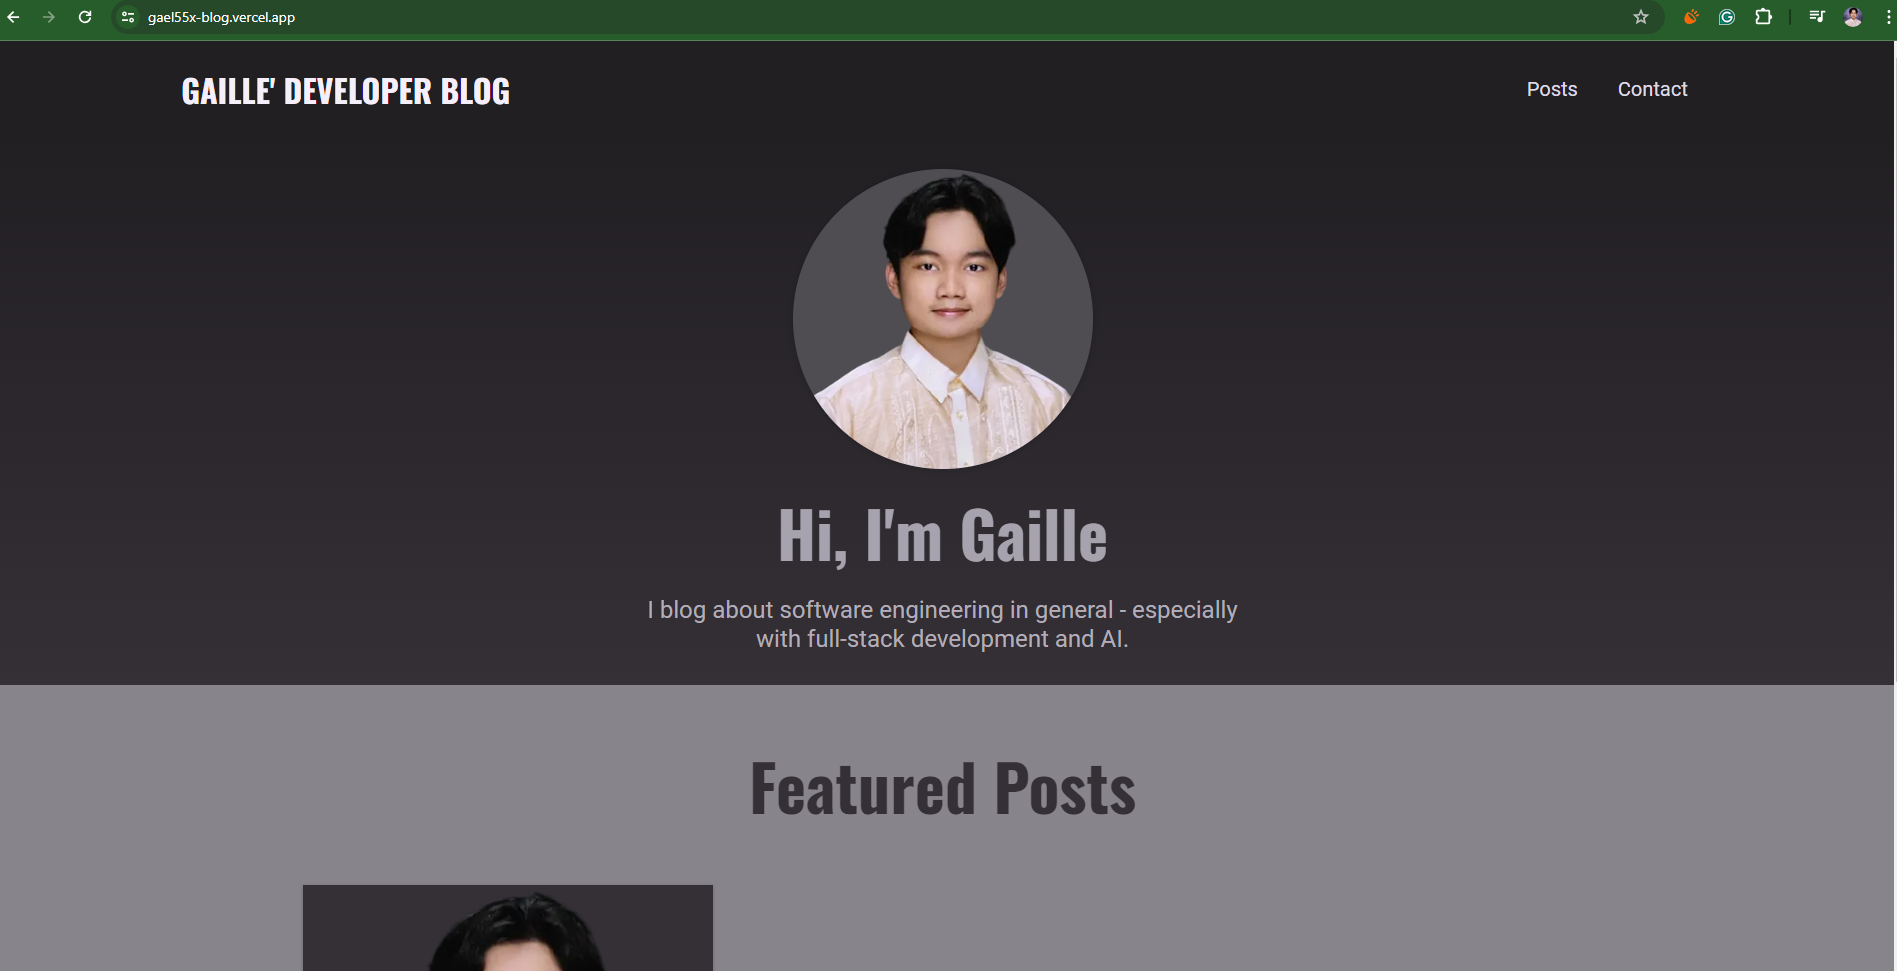 gael55x-blog.vercel.app
GAILLE' DEVELOPER BLOG
Posts
Contact
Hi, I'm Gaille
I blog about software engineering in general - especially
with full-stack development and AI.
Featured Posts